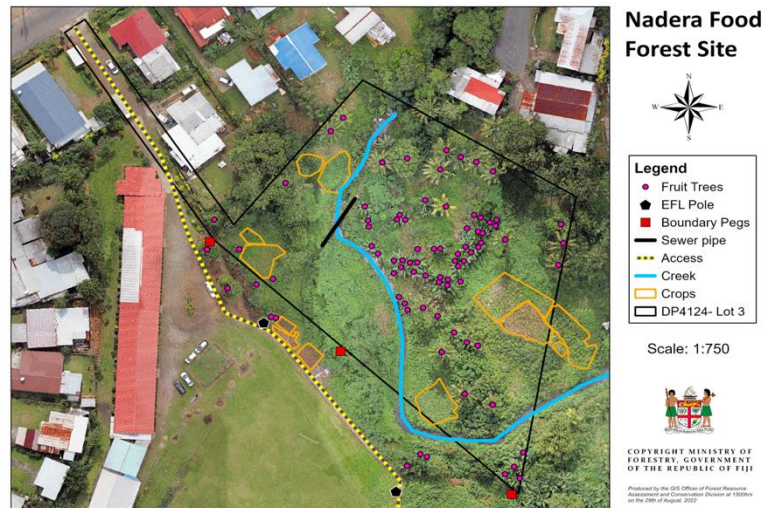 Nadera Food
Forest Site
N
W
E
S
Legend
Fruit Trees
EFL Pole
Boundary Pegs
Sewer pipe
Access
Creek
Crops
DP4124- Lot 3
Scale: 1:750
COPYRIGHT MINISTRY OF
FORESTRY, GOVERNMENT
OF THE REPUBLIC OF FIJI
Produced by the GIS Officer of Forest Resource
Assessment and Conservation Division at 1500hrs
on the 29th of August, 2022